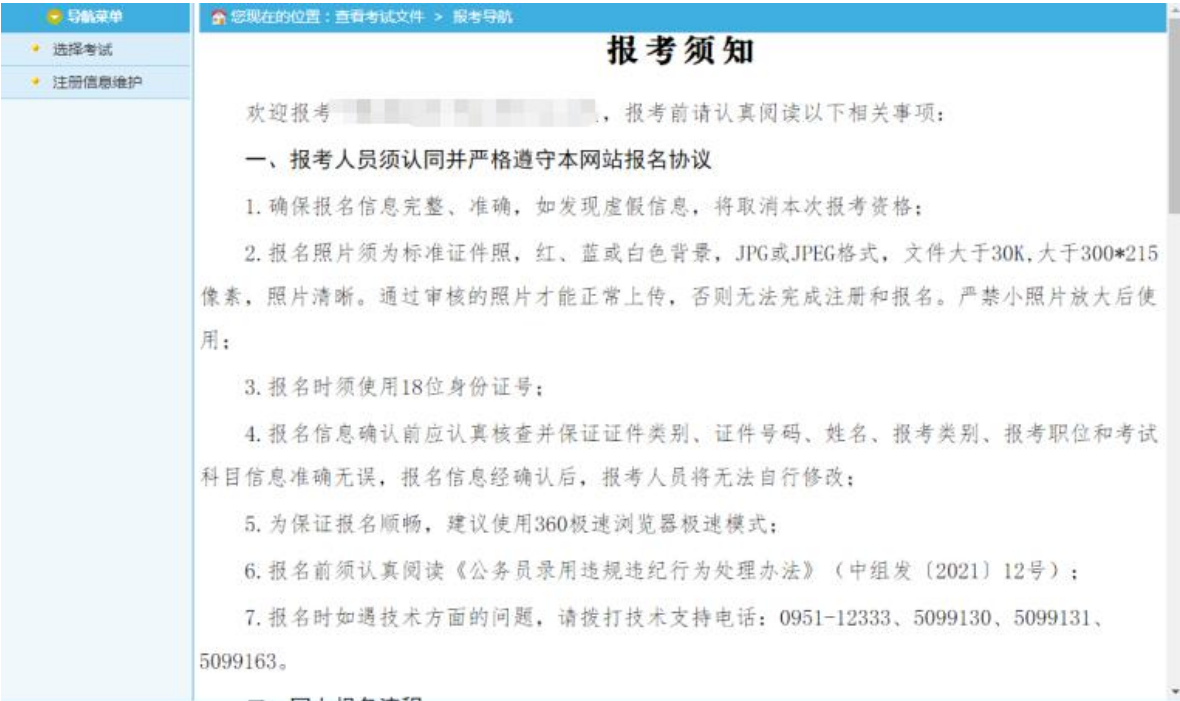 导航菜单
您现在的位置：查看考试文件 > 报考导航
选择考试
注册信息维护
报考须知
欢迎报考
，报考前请认真阅读以下相关事项：
一、报考人员须认同并严格遵守本网站报名协议
1.确保报名信息完整、准确，如发现虚假信息，将取消本次报考资格；
2.报名照片须为标准证件照，红、蓝或白色背景，JPG或JPEG格式，文件大于30K,大于300*215
像素，照片清晰。通过审核的照片才能正常上传，否则无法完成注册和报名。严禁小照片放大后使
用；
3.报名时须使用18位身份证号；
4.报名信息确认前应认真核查并保证证件类别、证件号码、姓名、报考类别、报考职位和考试
科目信息准确无误，报名信息经确认后，报考人员将无法自行修改；
5.为保证报名顺畅，建议使用360极速浏览器极速模式；
6.报名前须认真阅读《公务员录用违规违纪行为处理办法》（中组发〔2021〕12号）；
7.报名时如遇技术方面的问题，请拨打技术支持电话：0951-12333、5099130、5099131、
5099163。